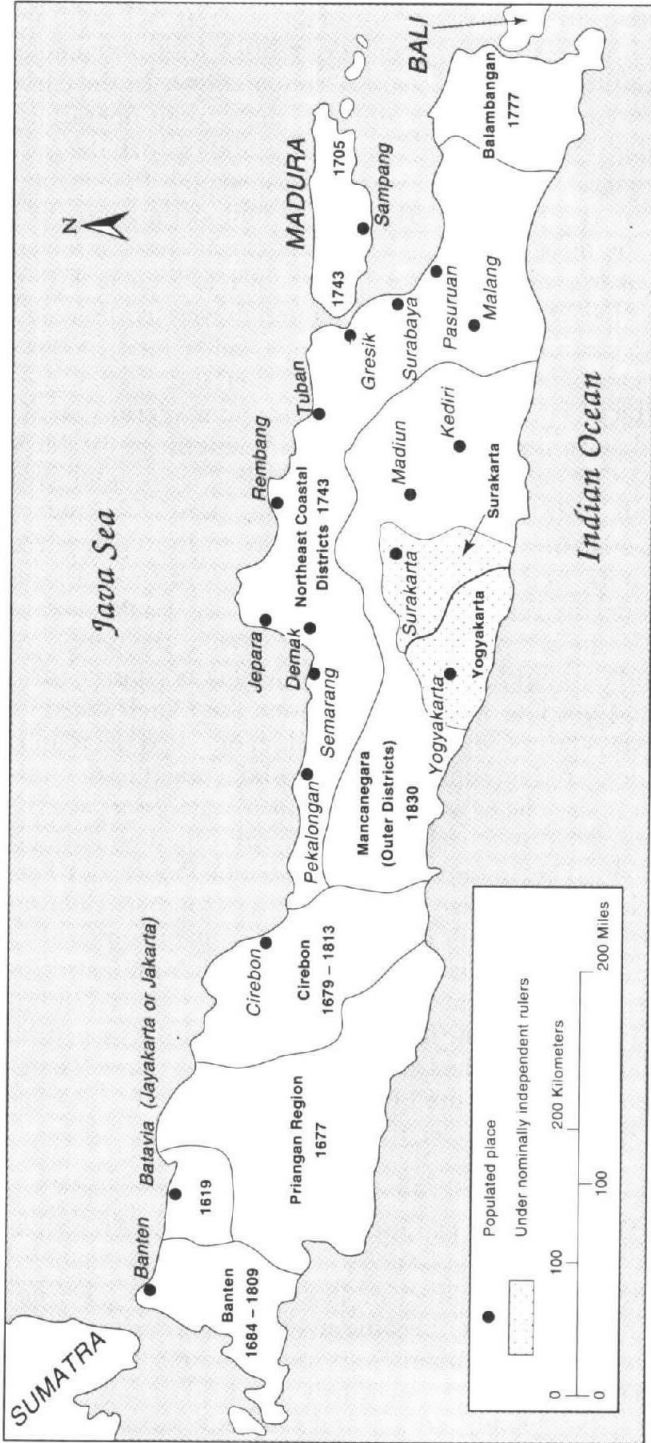 SUMATRA
Java Sea
N
MADURA
BALI
Banten
Batavia (Jayakarta or Jakarta)
Banten
1684 – 1809
1619
Priangan Region
1677
Cirebon
Cirebon
1679 – 1813
Pekalongan
Semarang
Demak
Jepara
Rembang
Tuban
Northeast Coastal
Districts 1743
Mancanegara
(Outer Districts)
1830
Yogyakarta
Yogyakarta
Surakarta
Surakarta
Madiun
Kediri
Gresik
Surabaya
Pasuruan
Malang
1743
1705
Sampang
Balambangan
1777
Indian Ocean
Populated place
Under nominally independent rulers
0 100 200 Kilometers
0 100 200 Miles